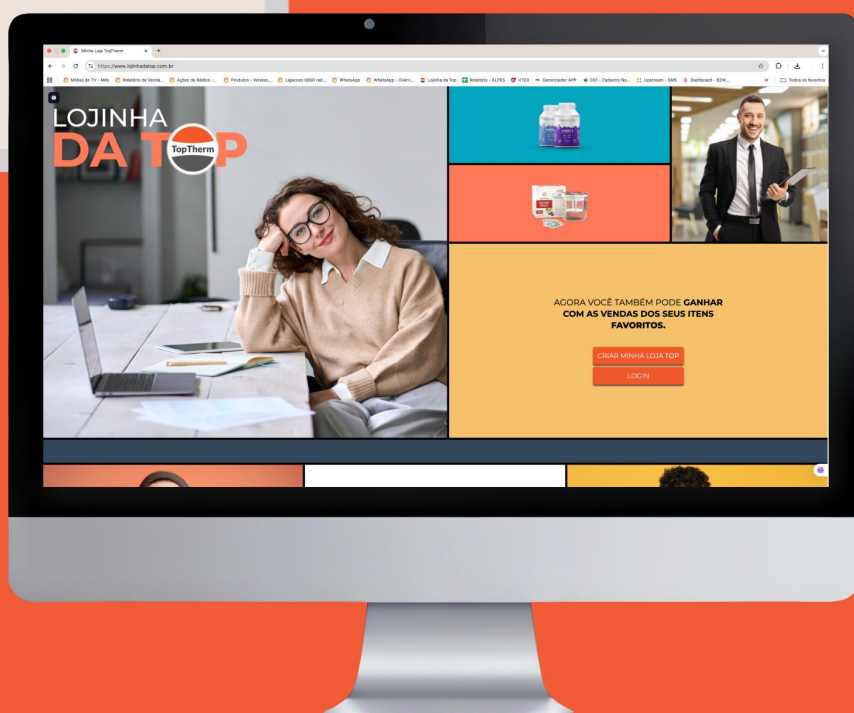 Minha Loja TopTherm
https://www.lojinhadatop.com.br
Mídias de TV - Mês
Relatório de Venda...
Ações de Rádios -...
Produtos - Vendas...
Ligacoes 0800 rad...
WhatsApp
WhatsApp - Overv...
Lojinha da Top
Relatório - ALPES
VTEX
Gerenciador APP
GS1 - Cadastro Na...
Upstream - SMS
Dashboard - B2W...
Todos os favoritos
LOJINHA
DA TOP
TopTherm
AGORA VOCÊ TAMBÉM PODE GANHAR
COM AS VENDAS DOS SEUS ITENS
FAVORITOS.
CRIAR MINHA LOJA TOP
LOGIN